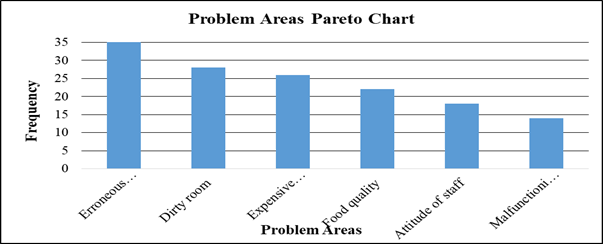 Problem Areas Pareto Chart
Frequency
35
30
25
20
15
10
5
0
Erroneous…
Dirty room
Expensive…
Food quality
Attitude of staff
Malfunctioni…
Problem Areas